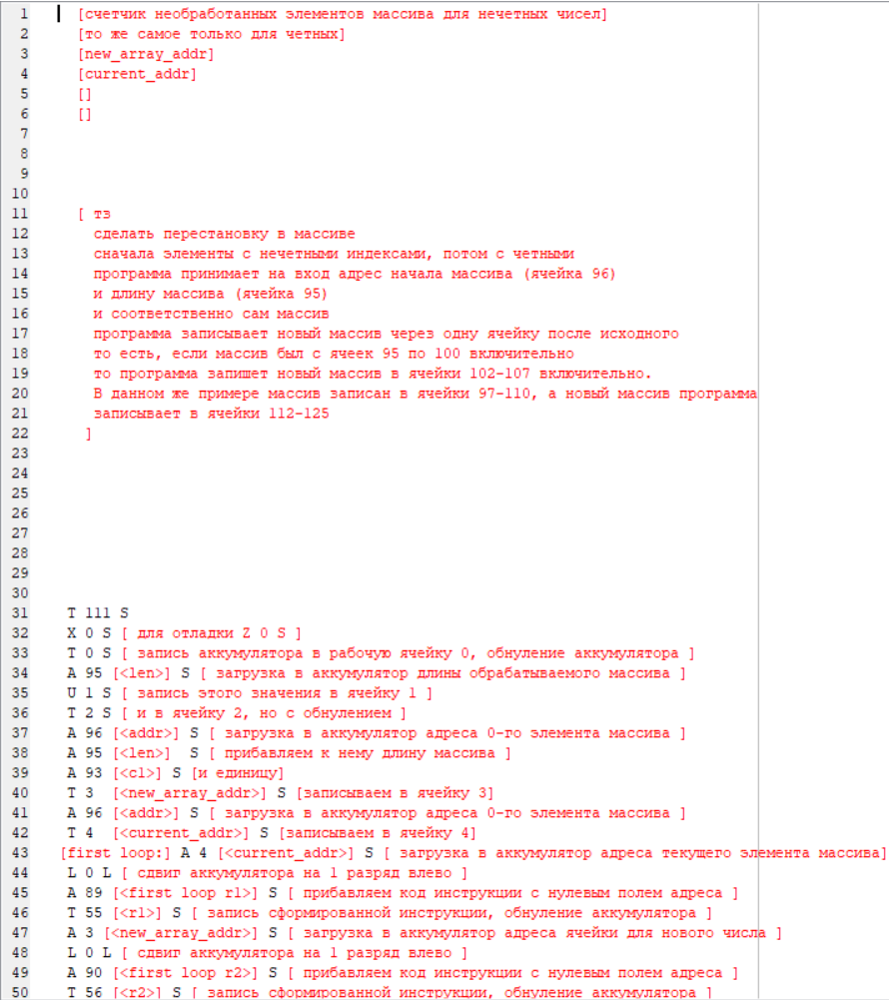 1 [счетчик необработанных элементов массива для нечетных чисел]
2 [то же самое только для четных]
3 [new_array_addr]
4 [current_addr]
5 []
6 []
7
8
9
10
11 [ тз
12 сделать перестановку в массиве
13 сначала элементы с нечетными индексами, потом с четными
14 программа принимает на вход адрес начала массива (ячейка 96)
15 и длину массива (ячейка 95)
16 и соответственно сам массив
17 программа записывает новый массив через одну ячейку после исходного
18 то есть, если массив был с ячеек 95 по 100 включительно
19 то программа запишет новый массив в ячейки 102-107 включительно.
20 В данном же примере массив записан в ячейки 97-110, а новый массив программа
21 записывает в ячейки 112-125
22 ]
23
24
25
26
27
28
29
30
31 T 111 S
32 X 0 S [ для отладки Z 0 S ]
33 T 0 S [ запись аккумулятора в рабочую ячейку 0, обнуление аккумулятора ]
34 A 95 [<len>] S [ загрузка в аккумулятор длины обрабатываемого массива ]
35 U 1 S [ запись этого значения в ячейку 1 ]
36 T 2 S [ и в ячейку 2, но с обнулением ]
37 A 96 [<addr>] S [ загрузка в аккумулятор адреса 0-го элемента массива ]
38 A 95 [<len>] S [ прибавляем к нему длину массива ]
39 A 93 [<c1>] S [и единицу]
40 T 3 [<new_array_addr>] S [записываем в ячейку 3]
41 A 96 [<addr>] S [ загрузка в аккумулятор адреса 0-го элемента массива ]
42 T 4 [<current_addr>] S [записываем в ячейку 4]
43 [first loop:] A 4 [<current_addr>] S [ загрузка в аккумулятор адреса текущего элемента массива]
44 L 0 L [ сдвиг аккумулятора на 1 разряд влево ]
45 A 89 [<first loop r1>] S [ прибавляем код инструкции с нулевым полем адреса ]
46 T 55 [<r1>] S [ запись сформированной инструкции, обнуление аккумулятора ]
47 A 3 [<new_array_addr>] S [ загрузка в аккумулятор адреса ячейки для нового числа ]
48 L 0 L [ сдвиг аккумулятора на 1 разряд влево ]
49 A 90 [<first loop r2>] S [ прибавляем код инструкции с нулевым полем адреса ]
50 T 56 [<r2>] S [ запись сформированной инструкции, обнуление аккумулятора ]